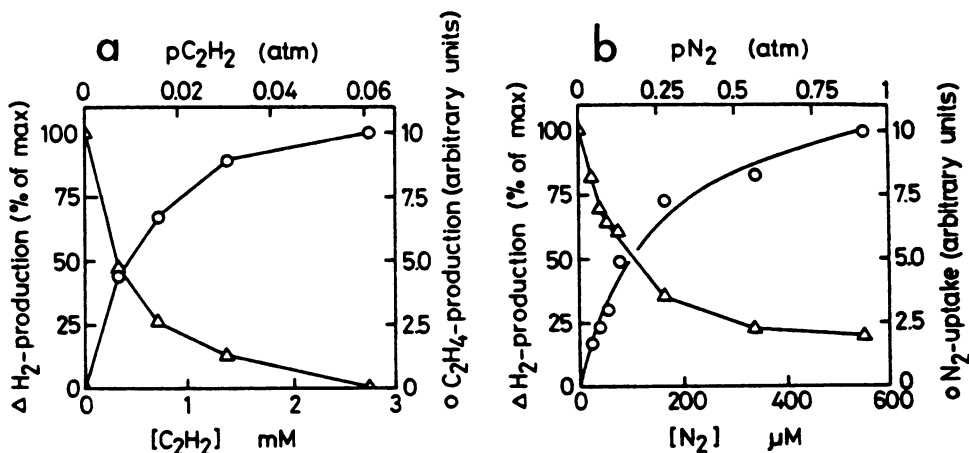 a
pC2H2 (atm)
0 0.02 0.04 0.06
△ H2-production (% of max)
100
75
50
25
0
10
7.5
5.0
2.5
0
o C2H4-production (arbitrary units)
0 1 2 3
[C2H2] mM
b
pN2 (atm)
0 0.25 0.5 0.75 1
△ H2-production (% of max)
100
75
50
25
0
10
7.5
5.0
2.5
0
o N2-uptake (arbitrary units)
0 200 400 600
[N2] µM